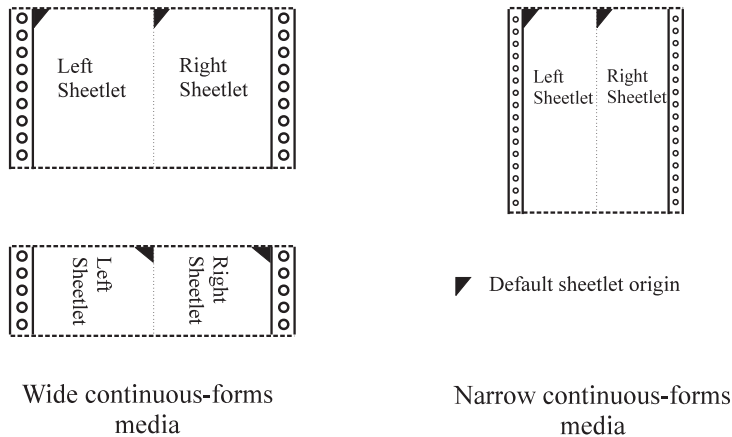 Left
Sheetlet
Right
Sheetlet
Left
Sheetlet
Right
Sheetlet
Left
Sheetlet
Right
Sheetlet
Default sheetlet origin
Wide continuous-forms
media
Narrow continuous-forms
media